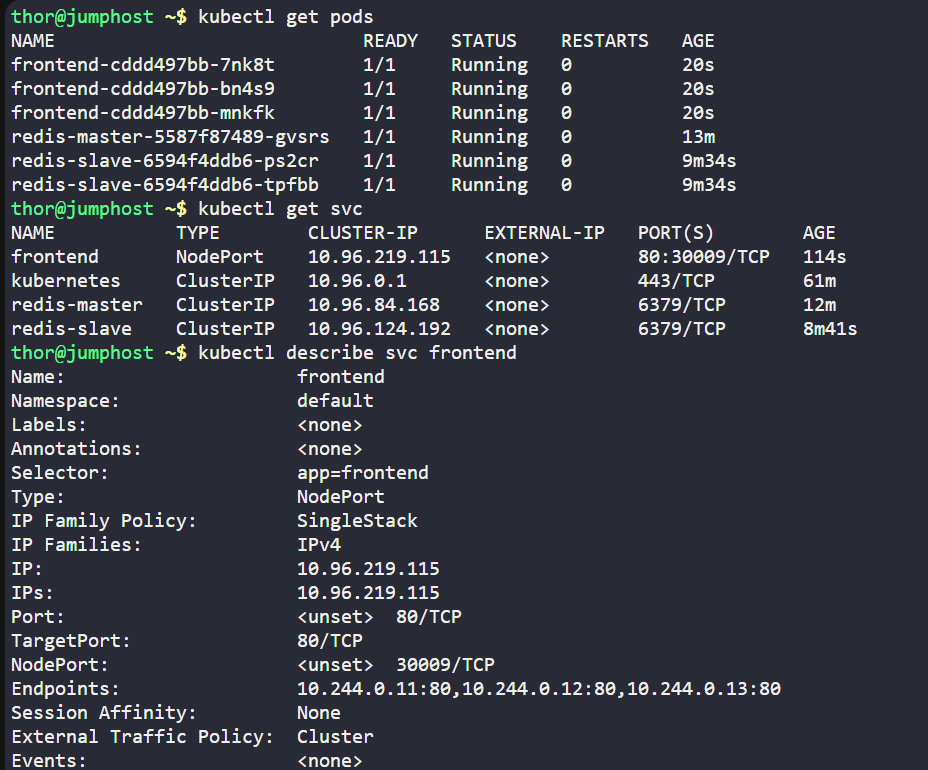 thor@jumphost ~$ kubectl get pods
NAME                            READY   STATUS    RESTARTS   AGE
frontend-cddd497bb-7nk8t        1/1     Running   0          20s
frontend-cddd497bb-bn4s9        1/1     Running   0          20s
frontend-cddd497bb-mnkfk        1/1     Running   0          20s
redis-master-5587f87489-gvsrs   1/1     Running   0          13m
redis-slave-6594f4ddb6-ps2cr    1/1     Running   0          9m34s
redis-slave-6594f4ddb6-tpfbb    1/1     Running   0          9m34s
thor@jumphost ~$ kubectl get svc
NAME           TYPE        CLUSTER-IP      EXTERNAL-IP   PORT(S)        AGE
frontend       NodePort    10.96.219.115   <none>        80:30009/TCP   114s
kubernetes     ClusterIP   10.96.0.1       <none>        443/TCP        61m
redis-master   ClusterIP   10.96.84.168    <none>        6379/TCP       12m
redis-slave    ClusterIP   10.96.124.192   <none>        6379/TCP       8m41s
thor@jumphost ~$ kubectl describe svc frontend
Name:                     frontend
Namespace:                default
Labels:                   <none>
Annotations:              <none>
Selector:                 app=frontend
Type:                     NodePort
IP Family Policy:         SingleStack
IP Families:              IPv4
IP:                       10.96.219.115
IPs:                      10.96.219.115
Port:                     <unset>  80/TCP
TargetPort:               80/TCP
NodePort:                 <unset>  30009/TCP
Endpoints:                10.244.0.11:80,10.244.0.12:80,10.244.0.13:80
Session Affinity:         None
External Traffic Policy:  Cluster
Events:                   <none>